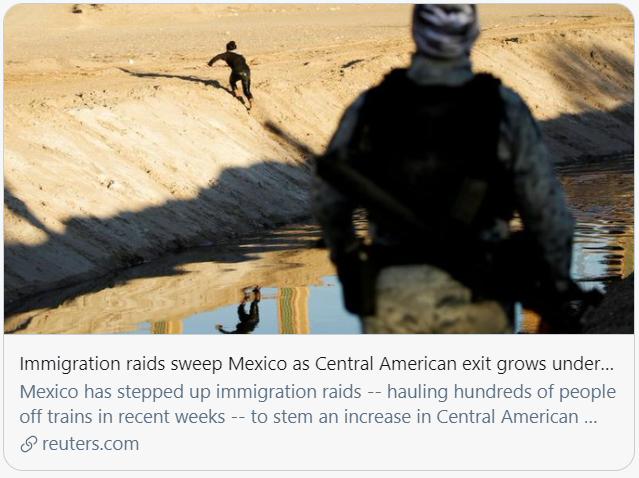 Immigration raids sweep Mexico as Central American exit grows under...
Mexico has stepped up immigration raids -- hauling hundreds of people
off trains in recent weeks -- to stem an increase in Central American ...
reuters.com